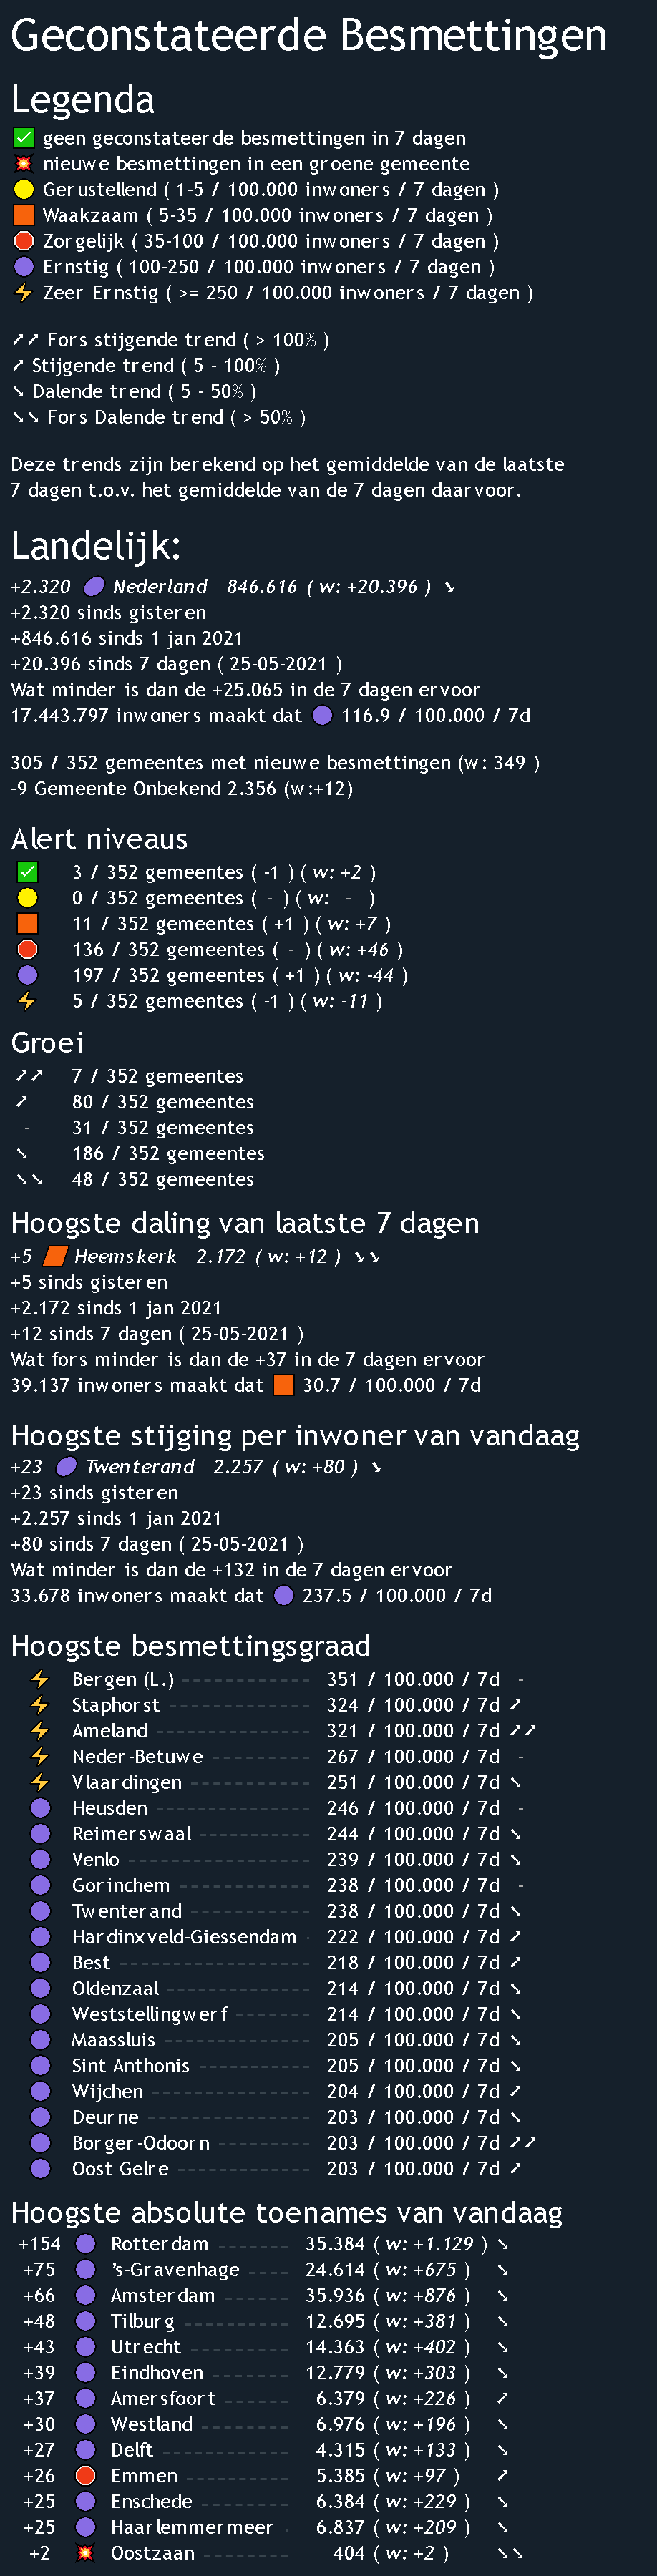 Geconstateerde Besmettingen
Legenda
✅ geen geconstateerde besmettingen in 7 dagen
💥 nieuwe besmettingen in een groene gemeente
🟡 Gerustellend ( 1-5 / 100.000 inwoners / 7 dagen )
🟧 Waakzaam ( 5-35 / 100.000 inwoners / 7 dagen )
🛑 Zorgelijk ( 35-100 / 100.000 inwoners / 7 dagen )
🟣 Ernstig ( 100-250 / 100.000 inwoners / 7 dagen )
⚡ Zeer Ernstig ( >= 250 / 100.000 inwoners / 7 dagen )
➚➚ Fors stijgende trend ( > 100% )
➚ Stijgende trend ( 5 - 100% )
➘ Dalende trend ( 5 - 50% )
➘➘ Fors Dalende trend ( > 50% )
Deze trends zijn berekend op het gemiddelde van de laatste
7 dagen t.o.v. het gemiddelde van de 7 dagen daarvoor.
Landelijk:
+2.320 🟣 Nederland 846.616 ( w: +20.396 ) ➘
+2.320 sinds gisteren
+846.616 sinds 1 jan 2021
+20.396 sinds 7 dagen ( 25-05-2021 )
Wat minder is dan de +25.065 in de 7 dagen ervoor
17.443.797 inwoners maakt dat 🟣 116.9 / 100.000 / 7d
305 / 352 gemeentes met nieuwe besmettingen (w: 349 )
-9 Gemeente Onbekend 2.356 (w:+12)
Alert niveaus
✅ 3 / 352 gemeentes ( -1 ) ( w: +2 )
🟡 0 / 352 gemeentes ( - ) ( w: - )
🟧 11 / 352 gemeentes ( +1 ) ( w: +7 )
🛑 136 / 352 gemeentes ( - ) ( w: +46 )
🟣 197 / 352 gemeentes ( +1 ) ( w: -44 )
⚡ 5 / 352 gemeentes ( -1 ) ( w: -11 )
Groei
➚➚ 7 / 352 gemeentes
➚ 80 / 352 gemeentes
- 31 / 352 gemeentes
➘ 186 / 352 gemeentes
➘➘ 48 / 352 gemeentes
Hoogste daling van laatste 7 dagen
+5 🟧 Heemskerk 2.172 ( w: +12 ) ➘➘
+5 sinds gisteren
+2.172 sinds 1 jan 2021
+12 sinds 7 dagen ( 25-05-2021 )
Wat fors minder is dan de +37 in de 7 dagen ervoor
39.137 inwoners maakt dat 🟧 30.7 / 100.000 / 7d
Hoogste stijging per inwoner van vandaag
+23 🟣 Twenterand 2.257 ( w: +80 ) ➘
+23 sinds gisteren
+2.257 sinds 1 jan 2021
+80 sinds 7 dagen ( 25-05-2021 )
Wat minder is dan de +132 in de 7 dagen ervoor
33.678 inwoners maakt dat 🟣 237.5 / 100.000 / 7d
Hoogste besmettingsgraad
⚡ Bergen (L.) 351 / 100.000 / 7d -
⚡ Staphorst 324 / 100.000 / 7d ➚
⚡ Ameland 321 / 100.000 / 7d ➚➚
⚡ Neder-Betuwe 267 / 100.000 / 7d -
⚡ Vlaardingen 251 / 100.000 / 7d ➘
🟣 Heusden 246 / 100.000 / 7d -
🟣 Reimerswaal 244 / 100.000 / 7d ➘
🟣 Venlo 239 / 100.000 / 7d ➘
🟣 Gorinchem 238 / 100.000 / 7d -
🟣 Twenterand 238 / 100.000 / 7d ➘
🟣 Hardinxveld-Giessendam 222 / 100.000 / 7d ➚
🟣 Best 218 / 100.000 / 7d ➚
🟣 Oldenzaal 214 / 100.000 / 7d ➘
🟣 Weststellingwerf 214 / 100.000 / 7d ➘
🟣 Maassluis 205 / 100.000 / 7d ➘
🟣 Sint Anthonis 205 / 100.000 / 7d ➘
🟣 Wijchen 204 / 100.000 / 7d ➚
🟣 Deurne 203 / 100.000 / 7d ➘
🟣 Borger-Odoorn 203 / 100.000 / 7d ➚➚
🟣 Oost Gelre 203 / 100.000 / 7d ➚
Hoogste absolute toenames van vandaag
+154 🟣 Rotterdam 35.384 ( w: +1.129 ) ➘
+75 🟣 's-Gravenhage 24.614 ( w: +675 ) ➘
+66 🟣 Amsterdam 35.936 ( w: +876 ) ➘
+48 🟣 Tilburg 12.695 ( w: +381 ) ➘
+43 🟣 Utrecht 14.363 ( w: +402 ) ➘
+39 🟣 Eindhoven 12.779 ( w: +303 ) ➘
+37 🟣 Amersfoort 6.379 ( w: +226 ) ➚
+30 🟣 Westland 6.976 ( w: +196 ) ➘
+27 🟣 Delft 4.315 ( w: +133 ) ➘
+26 🛑 Emmen 5.385 ( w: +97 ) ➚
+25 🟣 Enschede 6.384 ( w: +229 ) ➘
+25 🟣 Haarlemmermeer 6.837 ( w: +209 ) ➘
+2 💥 Oostzaan 404 ( w: +2 ) ➘➘